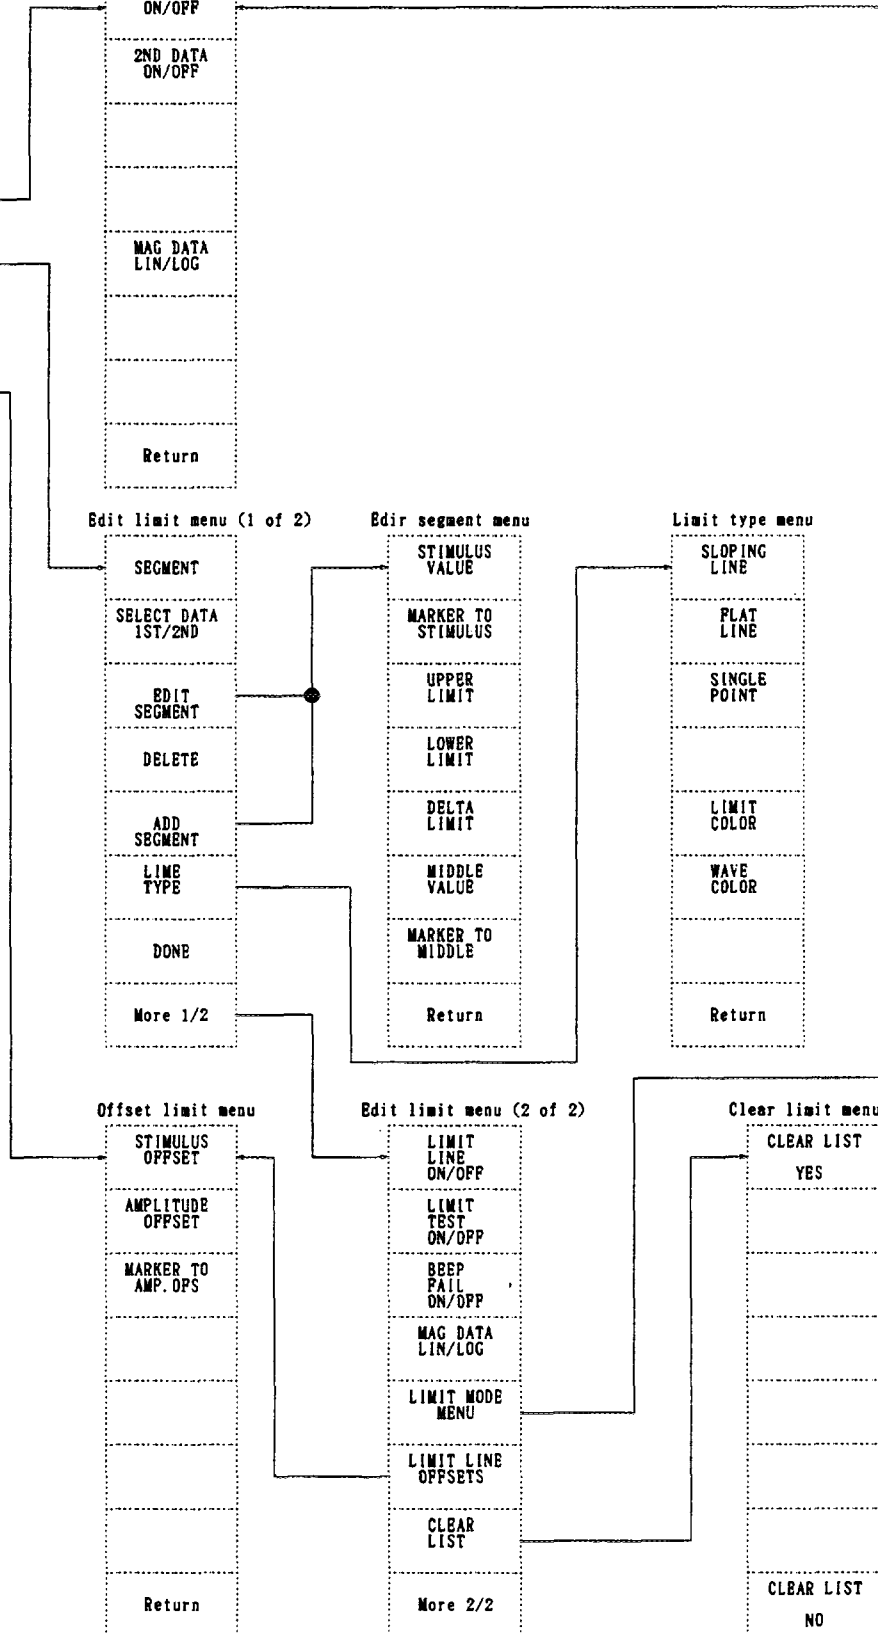 ON/OFF
2ND DATA
ON/OFF
MAG DATA
LIN/LOG
Return
Edit limit menu (1 of 2)
SEGMENT
SELECT DATA
1ST/2ND
EDIT
SEGMENT
DELETE
ADD
SEGMENT
LIME
TYPE
DONE
More 1/2
Edir segment menu
STIMULUS
VALUE
MARKER TO
STIMULUS
UPPER
LIMIT
LOWER
LIMIT
DELTA
LIMIT
MIDDLE
VALUE
MARKER TO
MIDDLE
Return
Limit type menu
SLOPING
LINE
FLAT
LINE
SINGLE
POINT
LIMIT
COLOR
WAVE
COLOR
Return
Offset limit menu
STIMULUS
OFFSET
AMPLITUDE
OFFSET
MARKER TO
AMP.OFS
Return
Edit limit menu (2 of 2)
LIMIT
LINE
ON/OFF
LIMIT
TEST
ON/OFF
BEEP
FAIL
ON/OFF
MAG DATA
LIN/LOG
LIMIT MODE
MENU
LIMIT LINE
OFFSETS
CLEAR
LIST
More 2/2
Clear limit menu
CLEAR LIST
YES
CLEAR LIST
NO